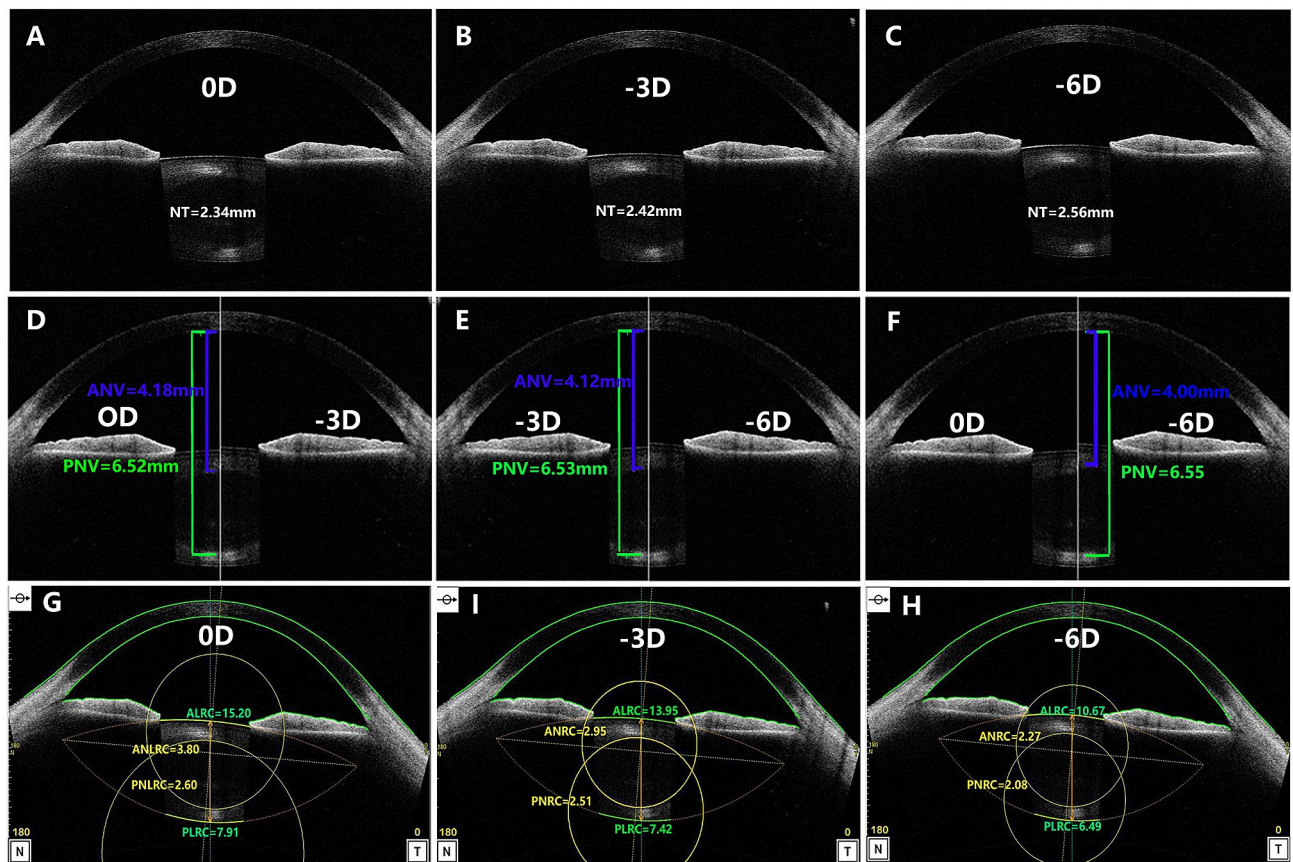 A
0D
NT=2.34mm
B
-3D
NT=2.42mm
C
-6D
NT=2.56mm
D
ANV=4.18mm
OD
-3D
PNV=6.52mm
E
ANV=4.12mm
-3D
-6D
PNV=6.53mm
F
ANV=4.00mm
0D
-6D
PNV=6.55
G
0D
ALRC=15.20
ANLRC=3.80
PNLRC=2.60
PLRC=7.91
180
N
0
T
I
-3D
ALRC=13.95
ANRC=2.95
PNRC=2.51
PLRC=7.42
180
N
0
T
H
-6D
ALRC=10.67
ANRC=2.27
PNRC=2.08
PLRC=6.49
180
N
0
T